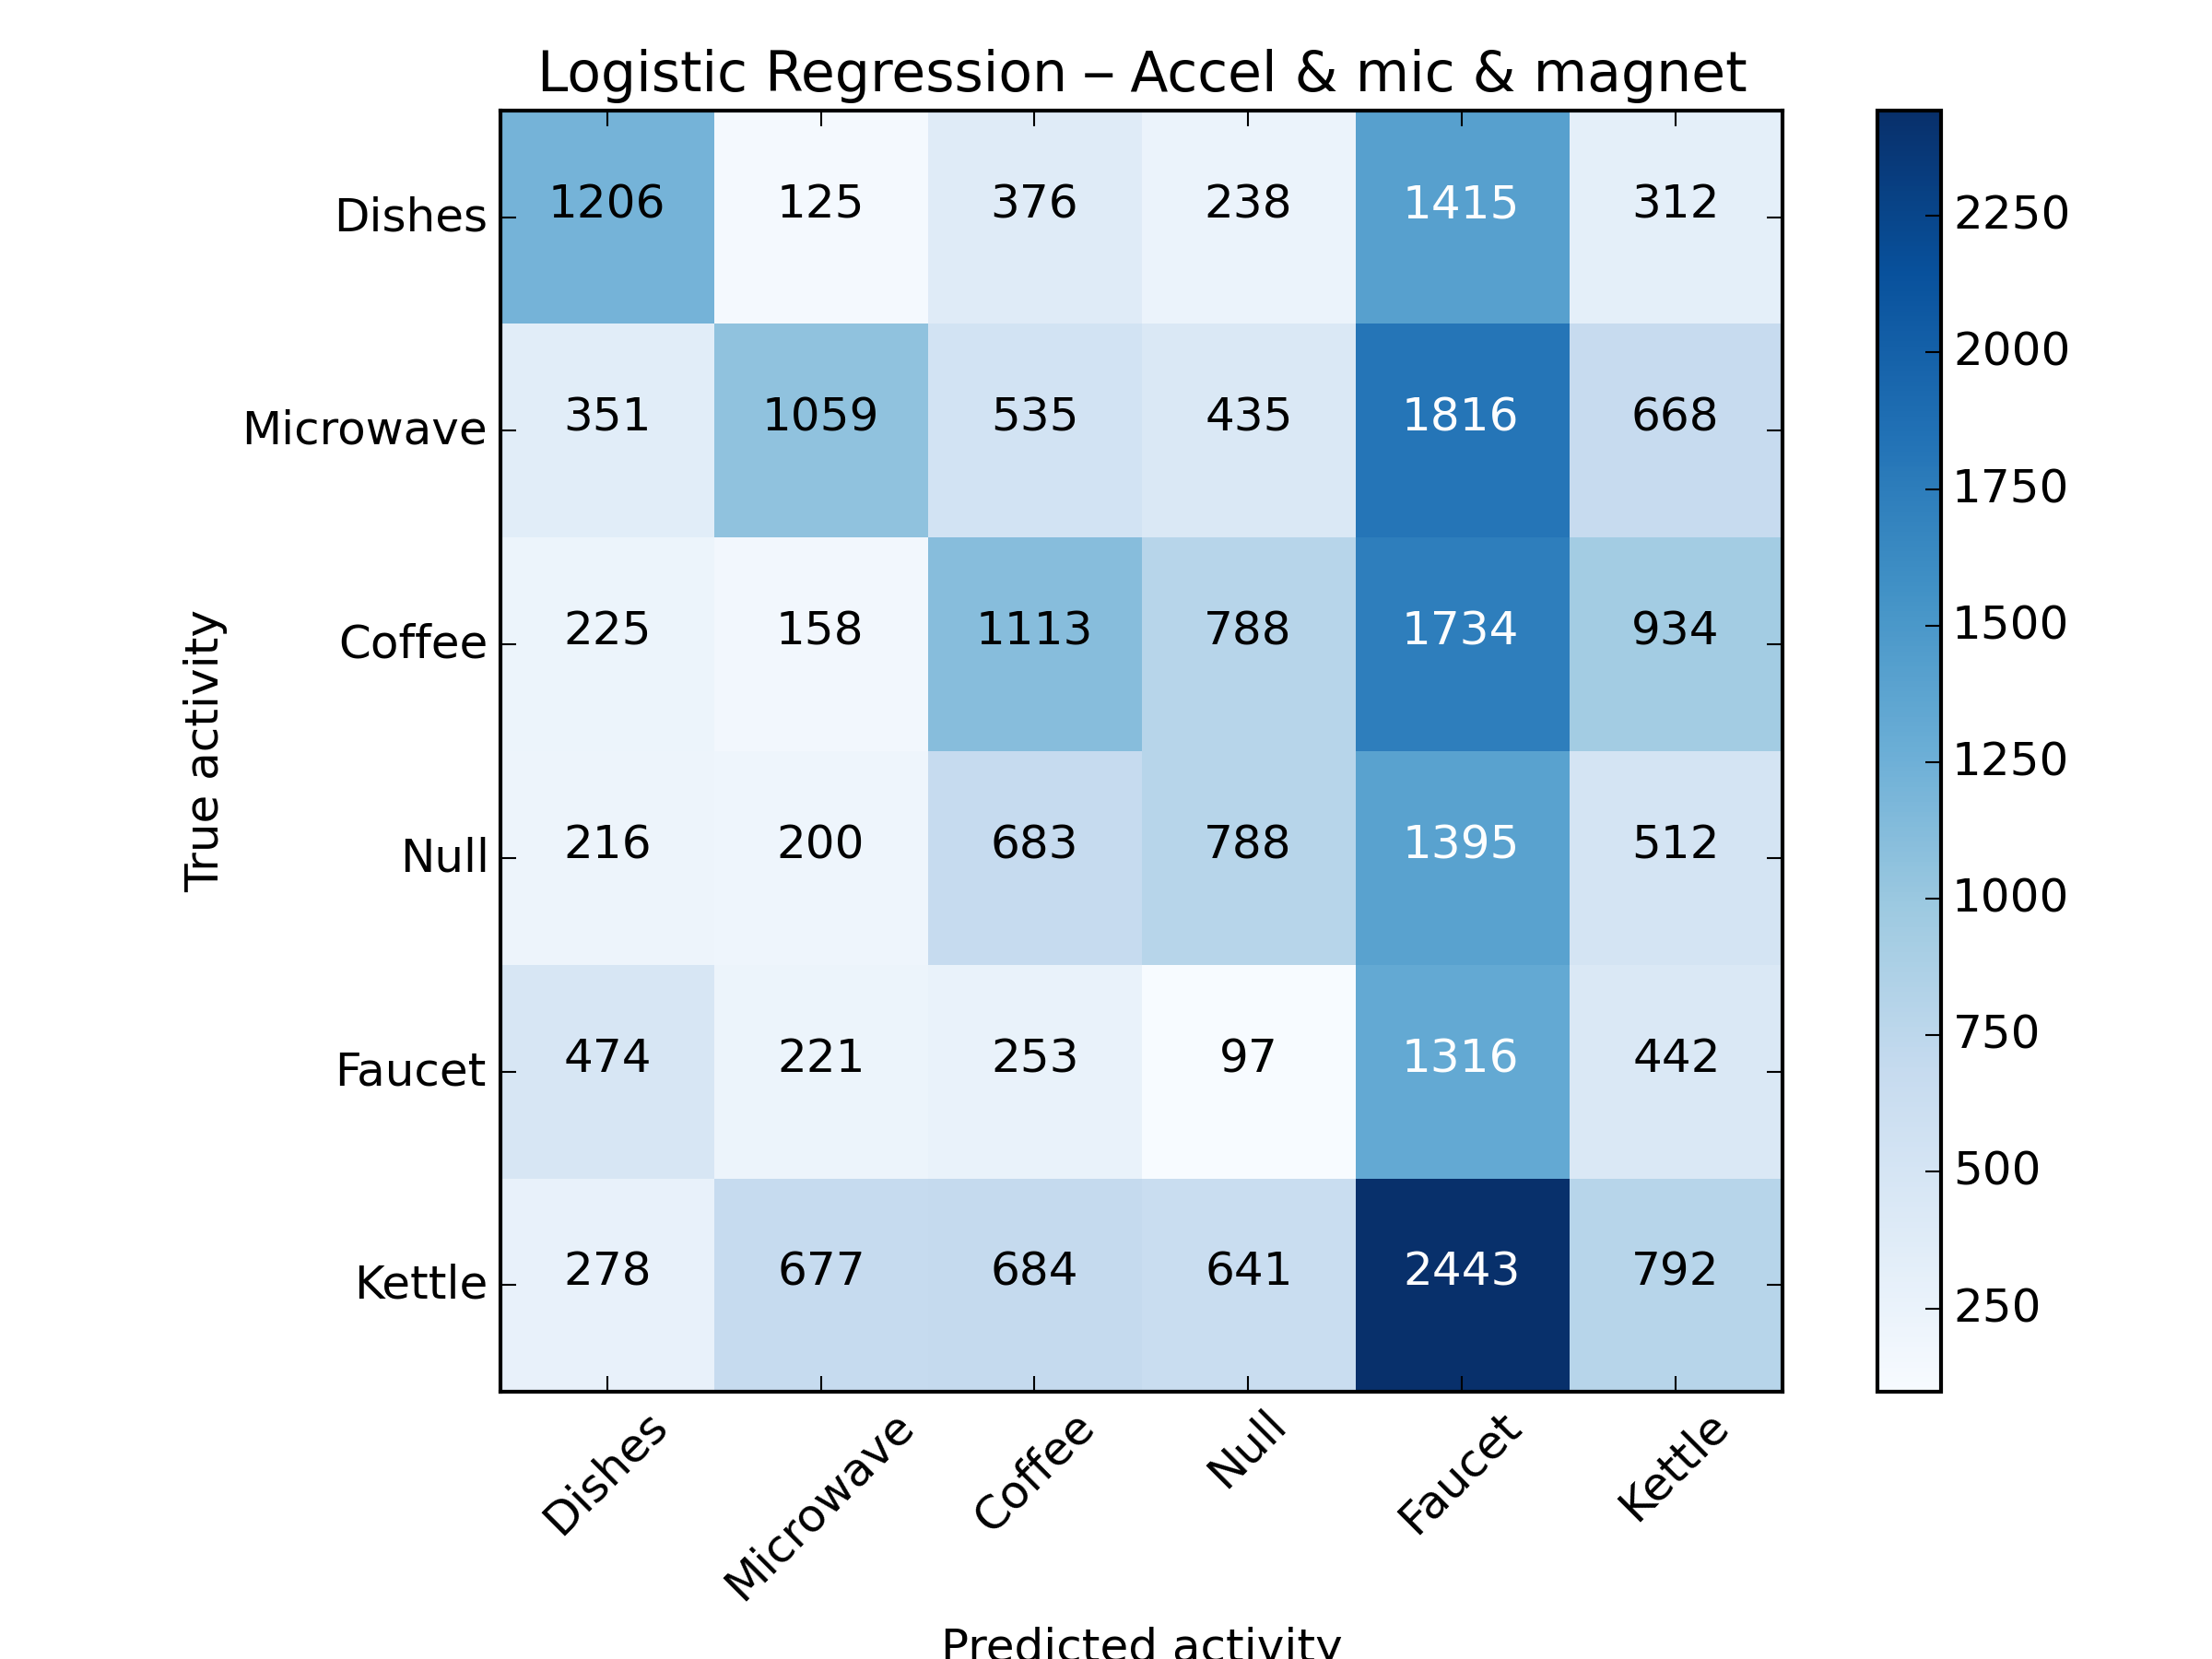 Logistic Regression – Accel & mic & magnet
Dishes 1206 125 376 238 1415 312
Microwave 351 1059 535 435 1816 668
Coffee 225 158 1113 788 1734 934
Null 216 200 683 788 1395 512
Faucet 474 221 253 97 1316 442
Kettle 278 677 684 641 2443 792
True activity
Dishes Microwave Coffee Null Faucet Kettle
Predicted activity
2250
2000
1750
1500
1250
1000
750
500
250